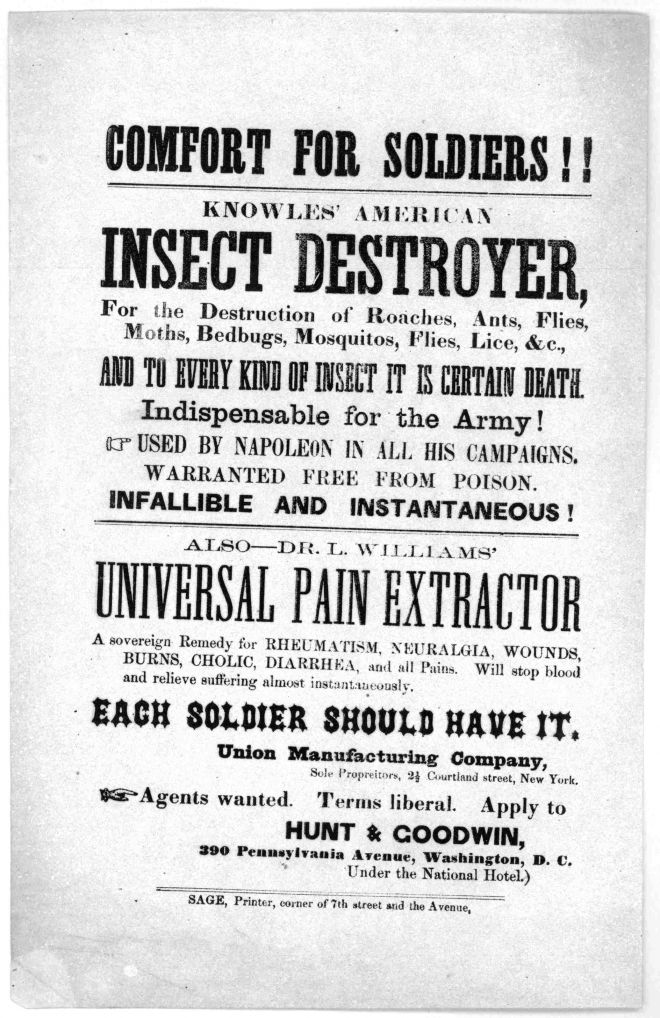 COMFORT FOR SOLDIERS!!
KNOWLES' AMERICAN
INSECT DESTROYER,
For the Destruction of Roaches, Ants, Flies,
Moths, Bedbugs, Mosquitos, Flies, Lice, &c.,
AND TO EVERY KIND OF INSECT IT IS CERTAIN DEATH.
Indispensable for the Army!
☞ USED BY NAPOLEON IN ALL HIS CAMPAIGNS.
WARRANTED FREE FROM POISON.
INFALLIBLE AND INSTANTANEOUS!
ALSO—DR. L. WILLIAMS'
UNIVERSAL PAIN EXTRACTOR
A sovereign Remedy for RHEUMATISM, NEURALGIA, WOUNDS,
BURNS, CHOLIC, DIARRHEA, and all Pains. Will stop blood
and relieve suffering almost instantaneously.
EACH SOLDIER SHOULD HAVE IT.
Union Manufacturing Company,
Sole Propreitors, 2½ Courtland street, New York.
☞Agents wanted. Terms liberal. Apply to
HUNT & GOODWIN,
390 Pennsylvania Avenue, Washington, D. C.
Under the National Hotel.)
SAGE, Printer, corner of 7th street and the Avenue,